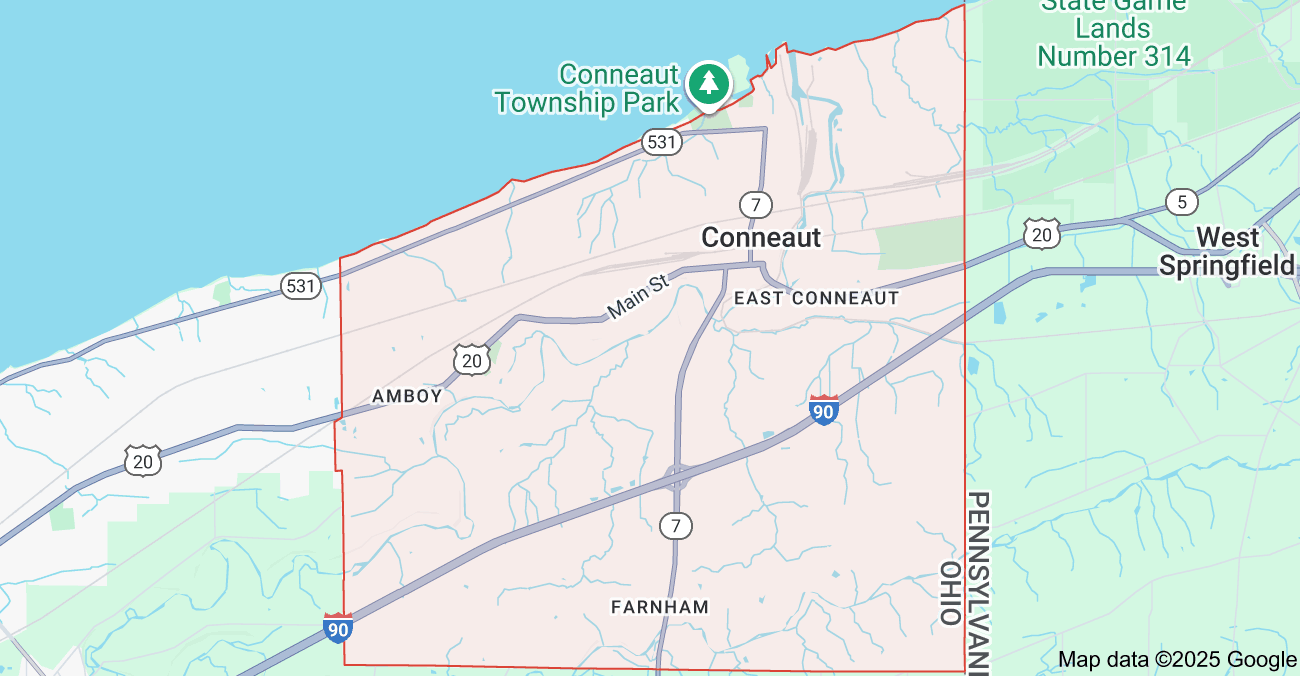 State Game
Lands
Number 314
Conneaut
Township Park
531
7
5
20
Conneaut
West
Springfield
531
Main St
EAST CONNEAUT
20
AMBOY
90
20
7
PENNSYLVANI
OHIO
FARNHAM
90
Map data ©2025 Google